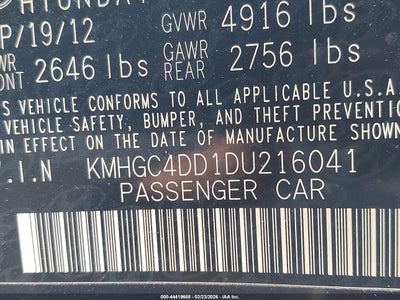 HYUNDAI
P/19/12 GVWR 4916 lbs
GAWR
2646 lbs REAR 2756 lbs
VEHICLE CONFORMS TO ALL APPLICABLE U.S.A.
VEHICLE SAFETY, BUMPER, AND THEFT PREVENTION
IN EFFECT ON THE DATE OF MANUFACTURE SHOWN
.I.N KMHGC4DD1DU216041
PASSENGER CAR
000-44419668 - 02/23/2026 - IAA Inc.